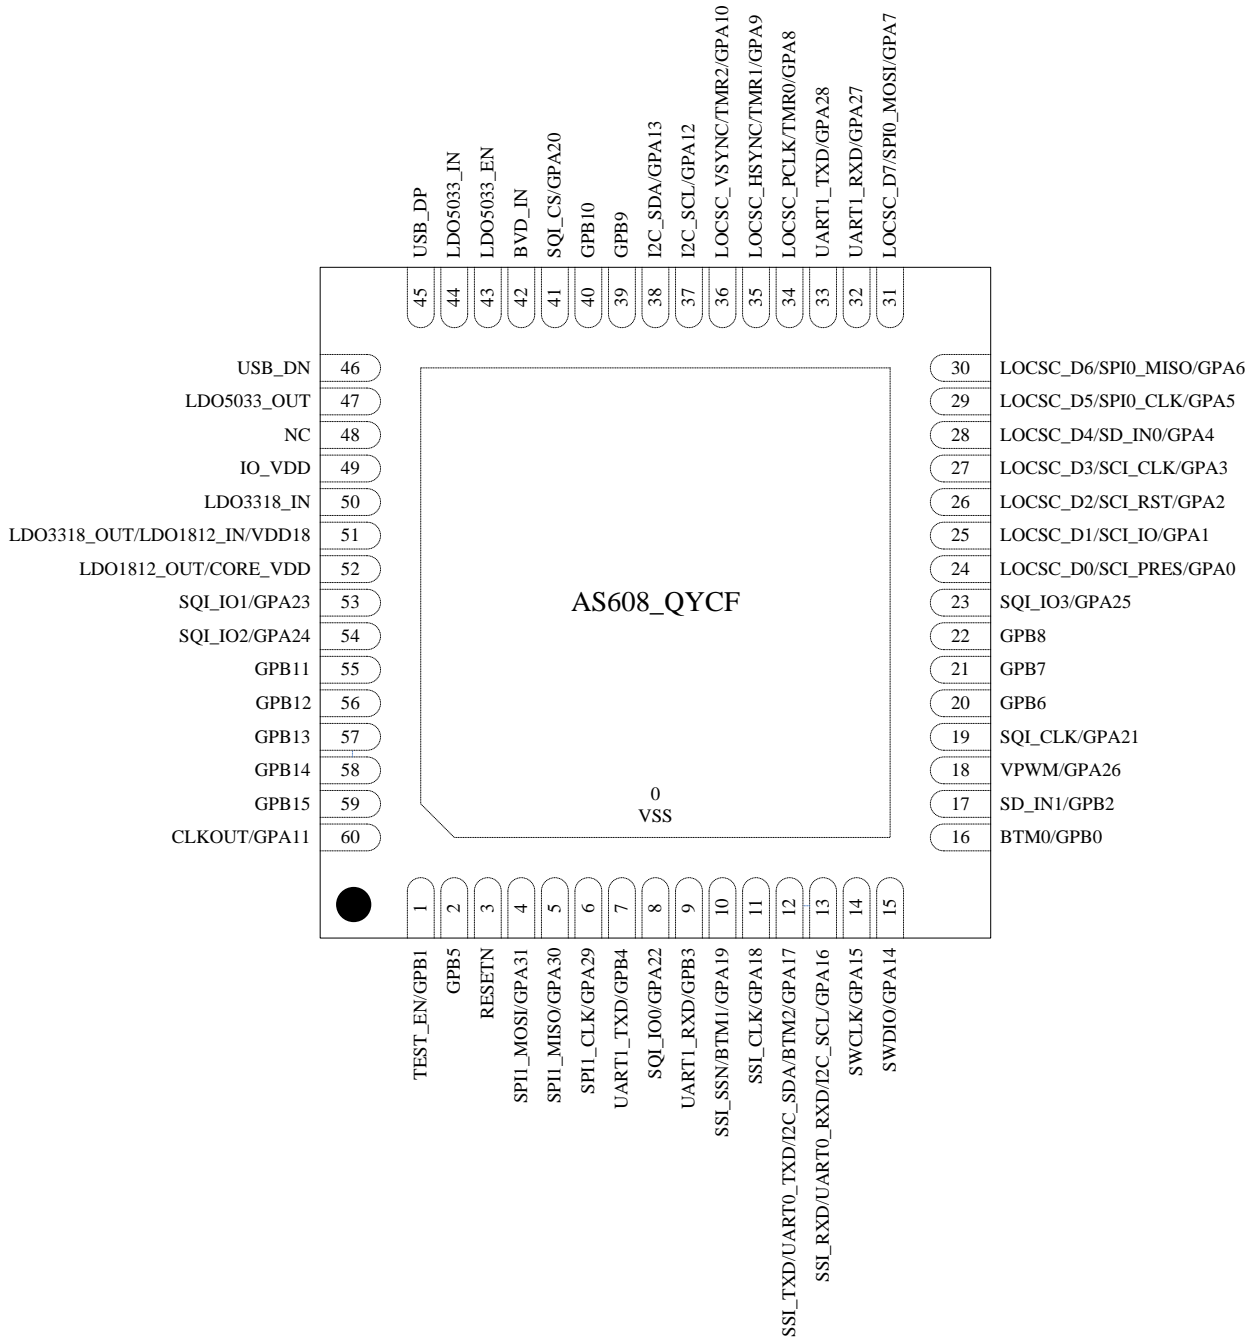 USB_DP
LDO5033_IN
LDO5033_EN
BVD_IN
SQI_CS/GPA20
GPB10
GPB9
I2C_SDA/GPA13
I2C_SCL/GPA12
LOCSC_VSYNC/TMR2/GPA10
LOCSC_HSYNC/TMR1/GPA9
LOCSC_PCLK/TMR0/GPA8
UART1_TXD/GPA28
UART1_RXD/GPA27
LOCSC_D7/SPI0_MOSI/GPA7
45
44
43
42
41
40
39
38
37
36
35
34
33
32
31
USB_DN 46
LDO5033_OUT 47
NC 48
IO_VDD 49
LDO3318_IN 50
LDO3318_OUT/LDO1812_IN/VDD18 51
LDO1812_OUT/CORE_VDD 52
SQI_IO1/GPA23 53
SQI_IO2/GPA24 54
GPB11 55
GPB12 56
GPB13 57
GPB14 58
GPB15 59
CLKOUT/GPA11 60
AS608_QYCF
0
VSS
30 LOCSC_D6/SPI0_MISO/GPA6
29 LOCSC_D5/SPI0_CLK/GPA5
28 LOCSC_D4/SD_IN0/GPA4
27 LOCSC_D3/SCI_CLK/GPA3
26 LOCSC_D2/SCI_RST/GPA2
25 LOCSC_D1/SCI_IO/GPA1
24 LOCSC_D0/SCI_PRES/GPA0
23 SQI_IO3/GPA25
22 GPB8
21 GPB7
20 GPB6
19 SQI_CLK/GPA21
18 VPWM/GPA26
17 SD_IN1/GPB2
16 BTM0/GPB0
1
2
3
4
5
6
7
8
9
10
11
12
13
14
15
TEST_EN/GPB1
GPB5
RESETN
SPI1_MOSI/GPA31
SPI1_MISO/GPA30
SPI1_CLK/GPA29
UART1_TXD/GPB4
SQI_IO0/GPA22
UART1_RXD/GPB3
SSI_SSN/BTM1/GPA19
SSI_CLK/GPA18
SSI_TXD/UART0_TXD/I2C_SDA/BTM2/GPA17
SSI_RXD/UART0_RXD/I2C_SCL/GPA16
SWCLK/GPA15
SWDIO/GPA14